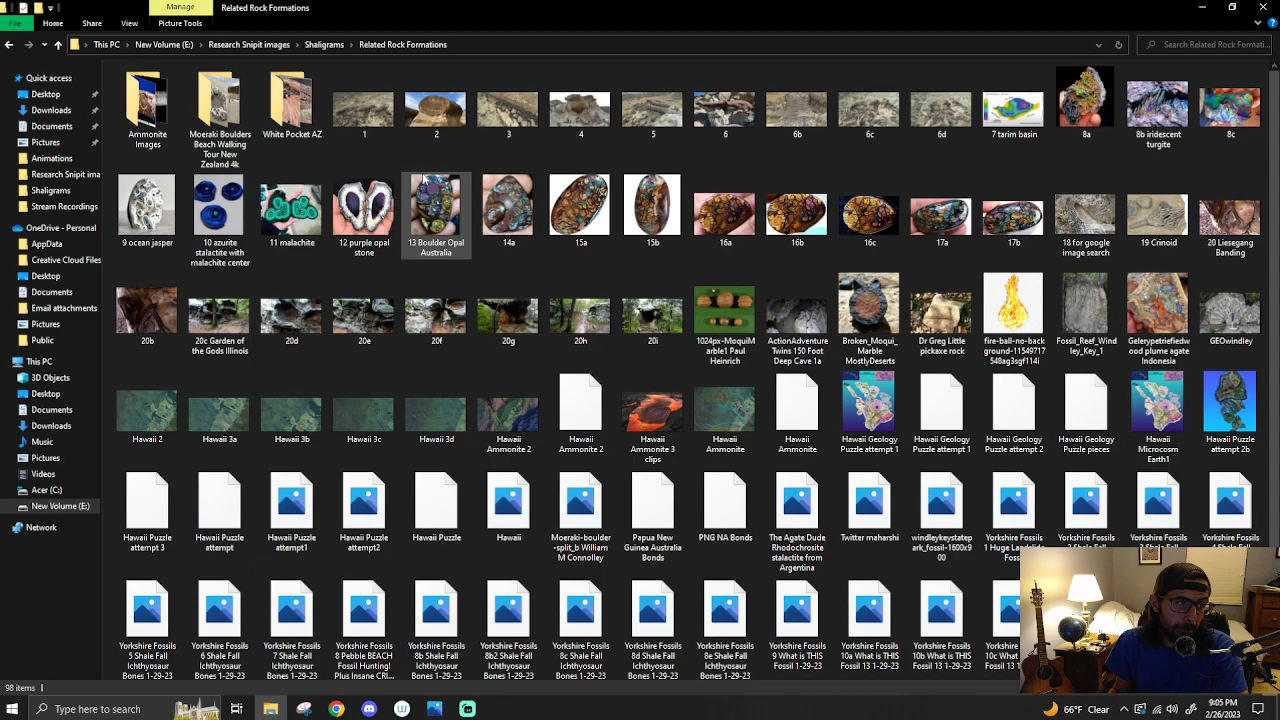 Manage
Related Rock Formations
File
Home
Share
View
Picture Tools
This PC
New Volume (E:)
Research Snipit images
Shaligrams
Related Rock Formations
Search Related Rock Formati...
Quick access
Desktop
Downloads
Documents
Pictures
Animations
Research Snipit ima
Shaligrams
Stream Recordings
OneDrive - Personal
AppData
Creative Cloud Files
Desktop
Documents
Email attachments
Pictures
Public
This PC
3D Objects
Desktop
Documents
Downloads
Music
Pictures
Videos
Acer (C:)
New Volume (E:)
Network
Ammonite Images
Moeraki Boulders Beach Walking Tour New Zealand 4k
White Pocket AZ
1
2
3
4
5
6
6b
6c
6d
7 tarim basin
8a
8b iridescent turgite
8c
9 ocean jasper
10 azurite stalactite with malachite center
11 malachite
12 purple opal stone
13 Boulder Opal Australia
14a
15a
15b
16a
16b
16c
17a
17b
18 for google image search
19 Crinoid
20 Liesegang Banding
20b
20c Garden of the Gods Illinois
20d
20e
20f
20g
20h
20i
1024px-MoquiMarble1 Paul Heinrich
ActionAdventure Twins 150 Foot Deep Cave 1a
Broken_Moqui_Marble MostlyDeserts
Dr Greg Little pickaxe rock
fire-ball-no-background-11549717548ag3sgf114i
Fossil_Reef_Windley_Key_1
Gelerypetriefiedwood plume agate Indonesia
GEOwindley
Hawaii 2
Hawaii 3a
Hawaii 3b
Hawaii 3c
Hawaii 3d
Hawaii Ammonite 2
Hawaii Ammonite 2
Hawaii Ammonite 3 clips
Hawaii Ammonite
Hawaii Ammonite
Hawaii Geology Puzzle attempt 1
Hawaii Geology Puzzle attempt 1
Hawaii Geology Puzzle attempt 2
Hawaii Geology Puzzle pieces
Hawaii Microcosm Earth1
Hawaii Puzzle attempt 2b
Hawaii Puzzle attempt 3
Hawaii Puzzle attempt
Hawaii Puzzle attempt1
Hawaii Puzzle attempt2
Hawaii Puzzle
Hawaii
Moeraki-boulder-split_b William M Connolley
Papua New Guinea Australia Bonds
PNG NA Bonds
The Agate Dude Rhodochrosite stalactite from Argentina
Twitter maharshi
windleykeystatepark_fossil-1600x900
Yorkshire Fossils 1 Huge Landslide
Yorkshire Fossils
Yorkshire Fossils
Yorkshire Fossils
Yorkshire Fossils 5 Shale Fall Ichthyosaur Bones 1-29-23
Yorkshire Fossils 6 Shale Fall Ichthyosaur Bones 1-29-23
Yorkshire Fossils 7 Shale Fall Ichthyosaur Bones 1-29-23
Yorkshire Fossils 8 Pebble BEACH Fossil Hunting! Plus Insane CRI...
Yorkshire Fossils 8b Shale Fall Ichthyosaur Bones 1-29-23
Yorkshire Fossils 8b2 Shale Fall Ichthyosaur Bones 1-29-23
Yorkshire Fossils 8c Shale Fall Ichthyosaur Bones 1-29-23
Yorkshire Fossils 8d Shale Fall Ichthyosaur Bones 1-29-23
Yorkshire Fossils 8e Shale Fall Ichthyosaur Bones 1-29-23
Yorkshire Fossils 9 What is THIS Fossil 1-29-23
Yorkshire Fossils 10a What is THIS Fossil 13 1-29-23
Yorkshire Fossils 10b What is THIS Fossil 13 1-29-23
98 items
Type here to search
66°F Clear
9:05 PM
2/26/2023